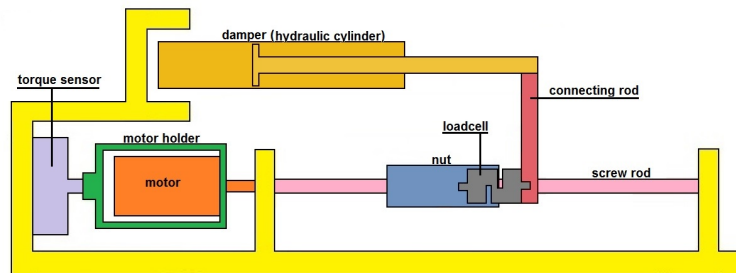 damper (hydraulic cylinder)
torque sensor
connecting rod
motor holder
loadcell
nut
screw rod
motor